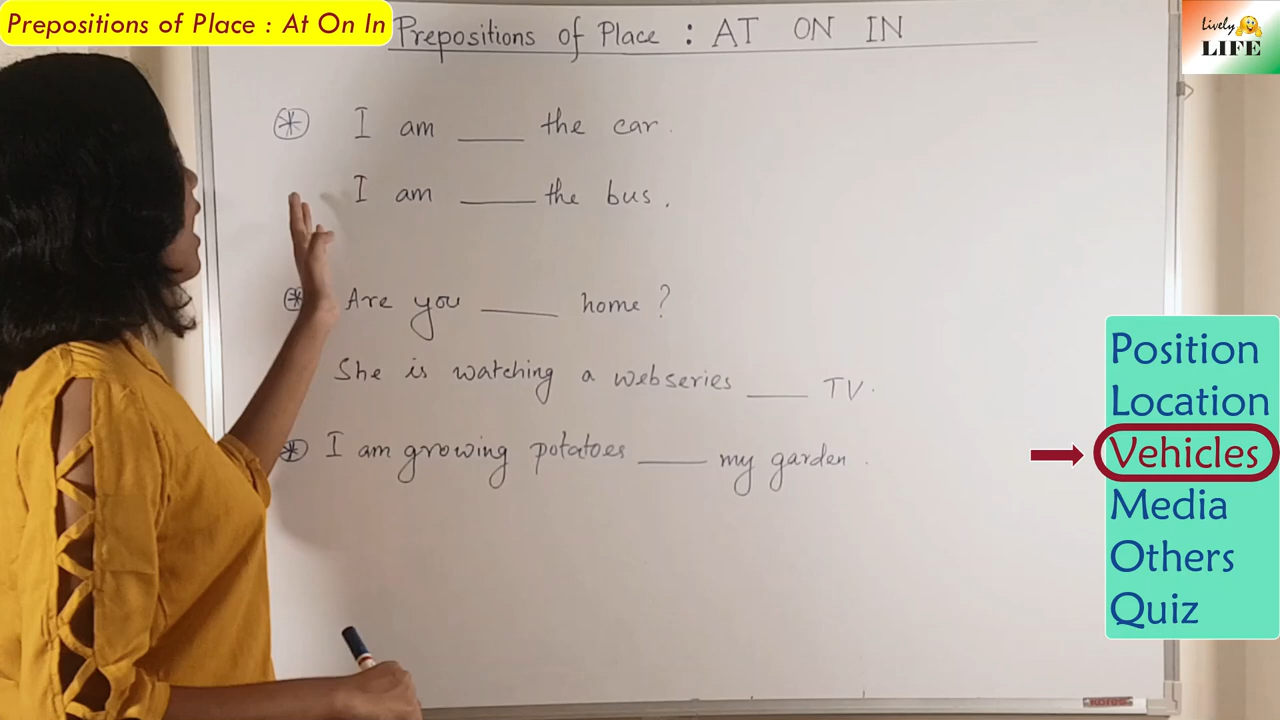 Prepositions of Place : At On In
Prepositions of Place : AT ON IN
Lively
LIFE
I am ____ the car.
I am ____ the bus.
Are you ____ home?
She is watching a webseries ____ TV.
I am growing potatoes ____ my garden.
Position
Location
Vehicles
Media
Others
Quiz
kores